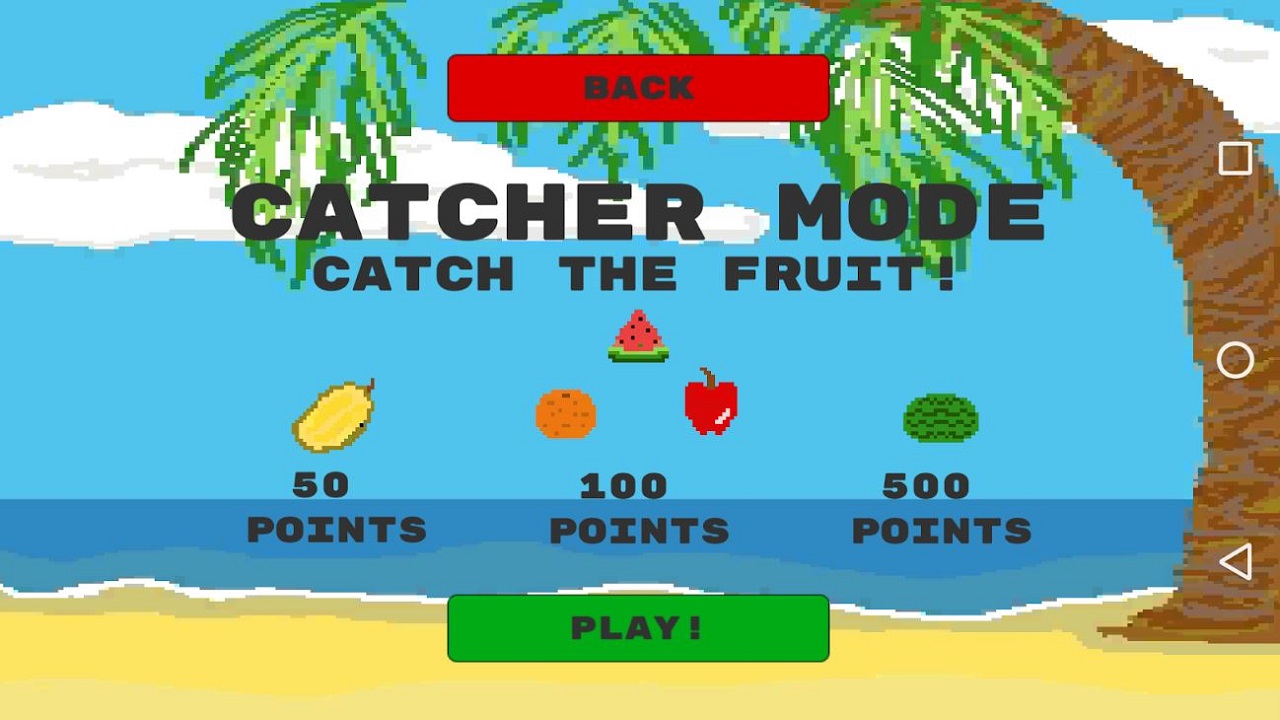 BACK
CATCHER MODE
CATCH THE FRUIT!
50
POINTS
100
POINTS
500
POINTS
PLAY!